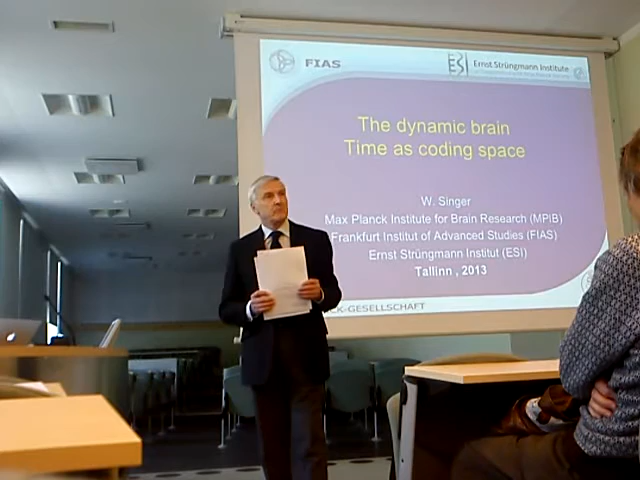 FIAS
ESI Ernst Strüngmann Institute
The dynamic brain
Time as coding space
W. Singer
Max Planck Institute for Brain Research (MPIB)
Frankfurt Institut of Advanced Studies (FIAS)
Ernst Strüngmann Institut (ESI)
Tallinn , 2013
CK-GESELLSCHAFT